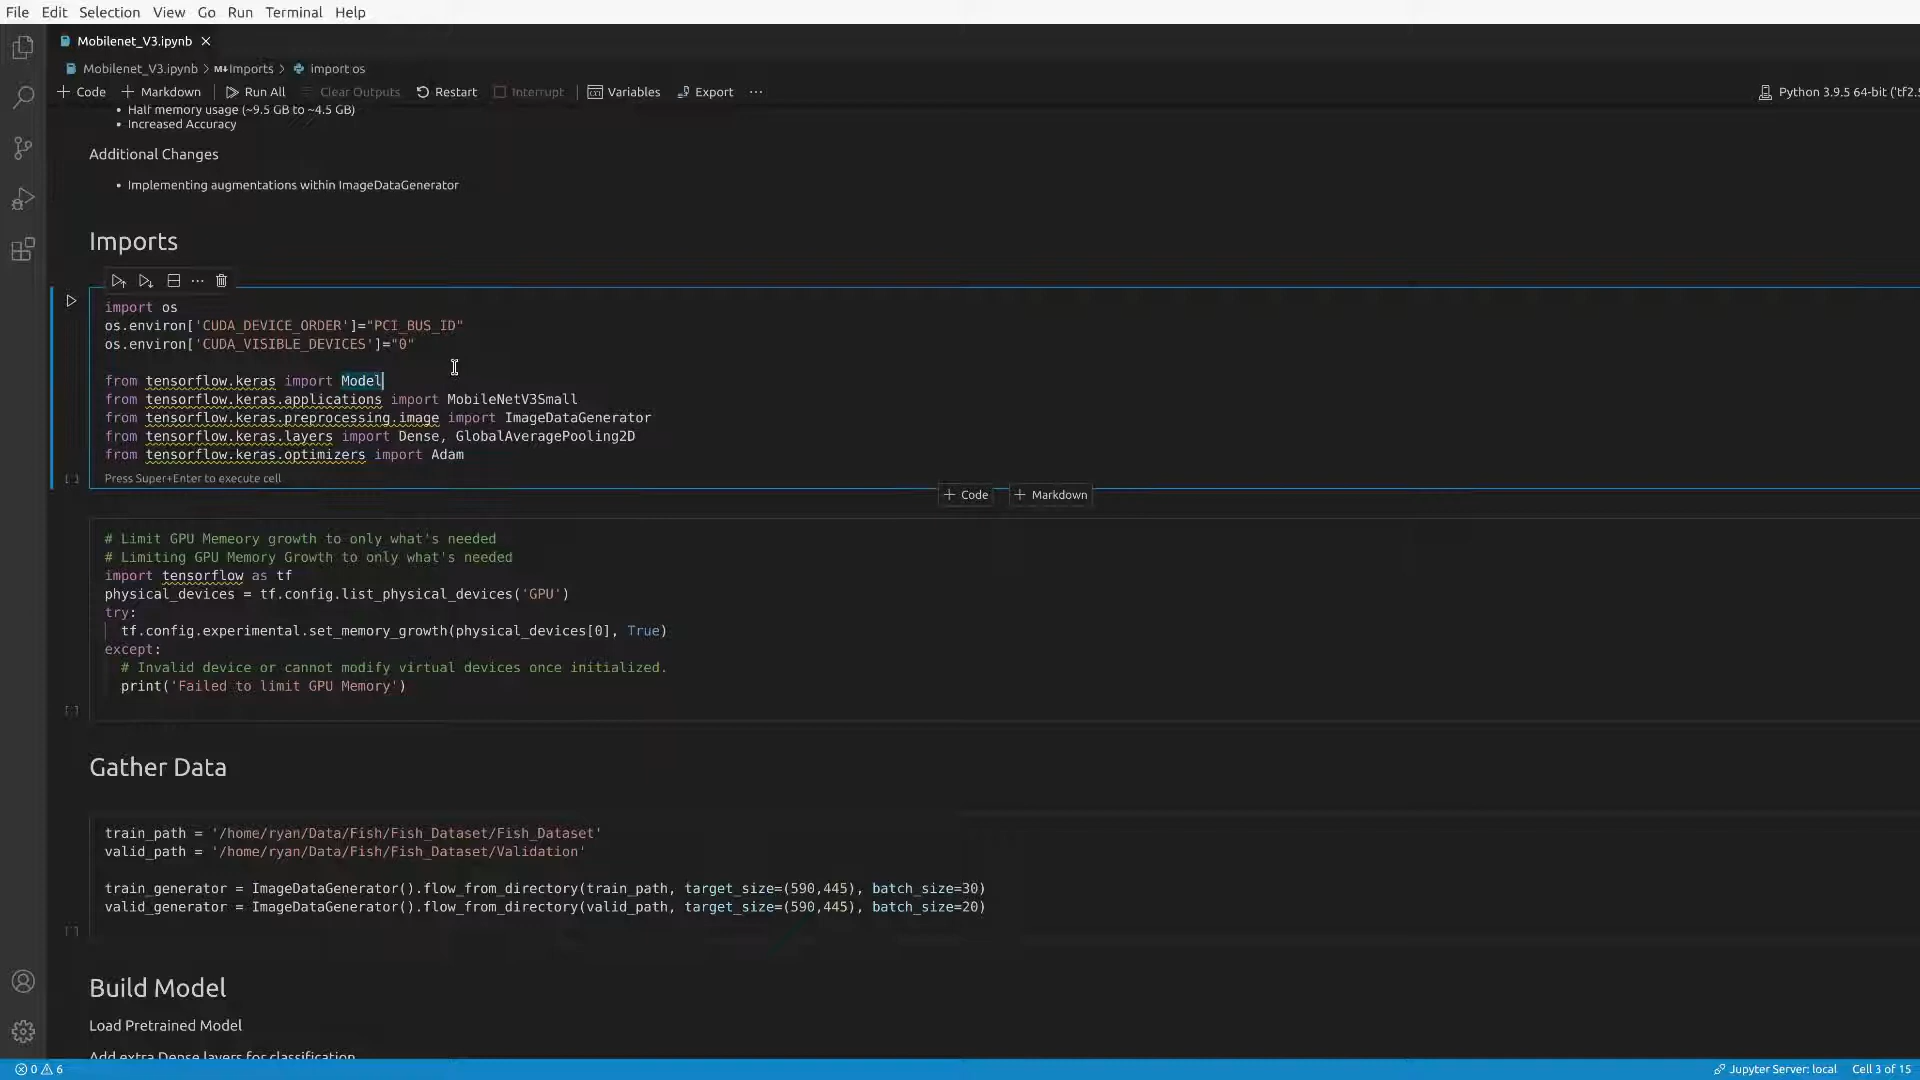 File Edit Selection View Go Run Terminal Help
Mobilenet_V3.ipynb
Mobilenet_V3.ipynb > M↓Imports > import os
Code Markdown Run All Clear Outputs Restart Interrupt Variables Export ... Python 3.9.5 64-bit ('tf2.5
• Half memory usage (~9.5 GB to ~4.5 GB)
• Increased Accuracy
Additional Changes
• Implementing augmentations within ImageDataGenerator
Imports
import os
os.environ['CUDA_DEVICE_ORDER']="PCI_BUS_ID"
os.environ['CUDA_VISIBLE_DEVICES']="0"
from tensorflow.keras import Model
from tensorflow.keras.applications import MobileNetV3Small
from tensorflow.keras.preprocessing.image import ImageDataGenerator
from tensorflow.keras.layers import Dense, GlobalAveragePooling2D
from tensorflow.keras.optimizers import Adam
[ ] Press Super+Enter to execute cell
+ Code + Markdown
# Limit GPU Memeory growth to only what's needed
# Limiting GPU Memory Growth to only what's needed
import tensorflow as tf
physical_devices = tf.config.list_physical_devices('GPU')
try:
tf.config.experimental.set_memory_growth(physical_devices[0], True)
except:
# Invalid device or cannot modify virtual devices once initialized.
print('Failed to limit GPU Memory')
[ ]
Gather Data
train_path = '/home/ryan/Data/Fish/Fish_Dataset/Fish_Dataset'
valid_path = '/home/ryan/Data/Fish/Fish_Dataset/Validation'
train_generator = ImageDataGenerator().flow_from_directory(train_path, target_size=(590,445), batch_size=30)
valid_generator = ImageDataGenerator().flow_from_directory(valid_path, target_size=(590,445), batch_size=20)
[ ]
Build Model
Load Pretrained Model
Add extra Dense layers for classification
0 6 Jupyter Server: local Cell 3 of 15